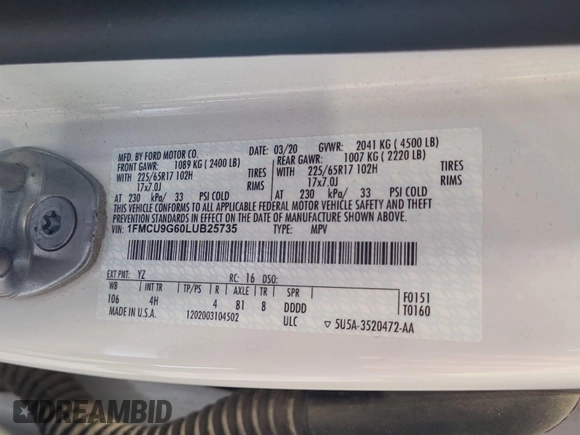 MFD. BY FORD MOTOR CO. 03/20 GVWR: 2041 KG ( 4500 LB)
FRONT GAWR: 1089 KG ( 2400 LB) REAR GAWR: 1007 KG ( 2220 LB)
WITH 225/65R17 102H TIRES WITH 225/65R17 102H TIRES
17x7.0J RIMS 17x7.0J RIMS
AT 230 kPa/ 33 PSI COLD AT 230 kPa/ 33 PSI COLD
THIS VEHICLE CONFORMS TO ALL APPLICABLE FEDERAL MOTOR VEHICLE SAFETY AND THEFT
PREVENTION STANDARDS IN EFFECT ON THE DATE OF MANUFACTURE SHOWN ABOVE.
VIN: 1FMCU9G60LUB25735 TYPE: MPV
EXT PNT: YZ RC: 16 DSO:
WB INT TR TP/PS R AXLE TR SPR F0151
106 4H 4 81 8 DDDD T0160
MADE IN U.S.A. 1202003104502 ULC ▽ 5U5A-3520472-AA
DREAMBID